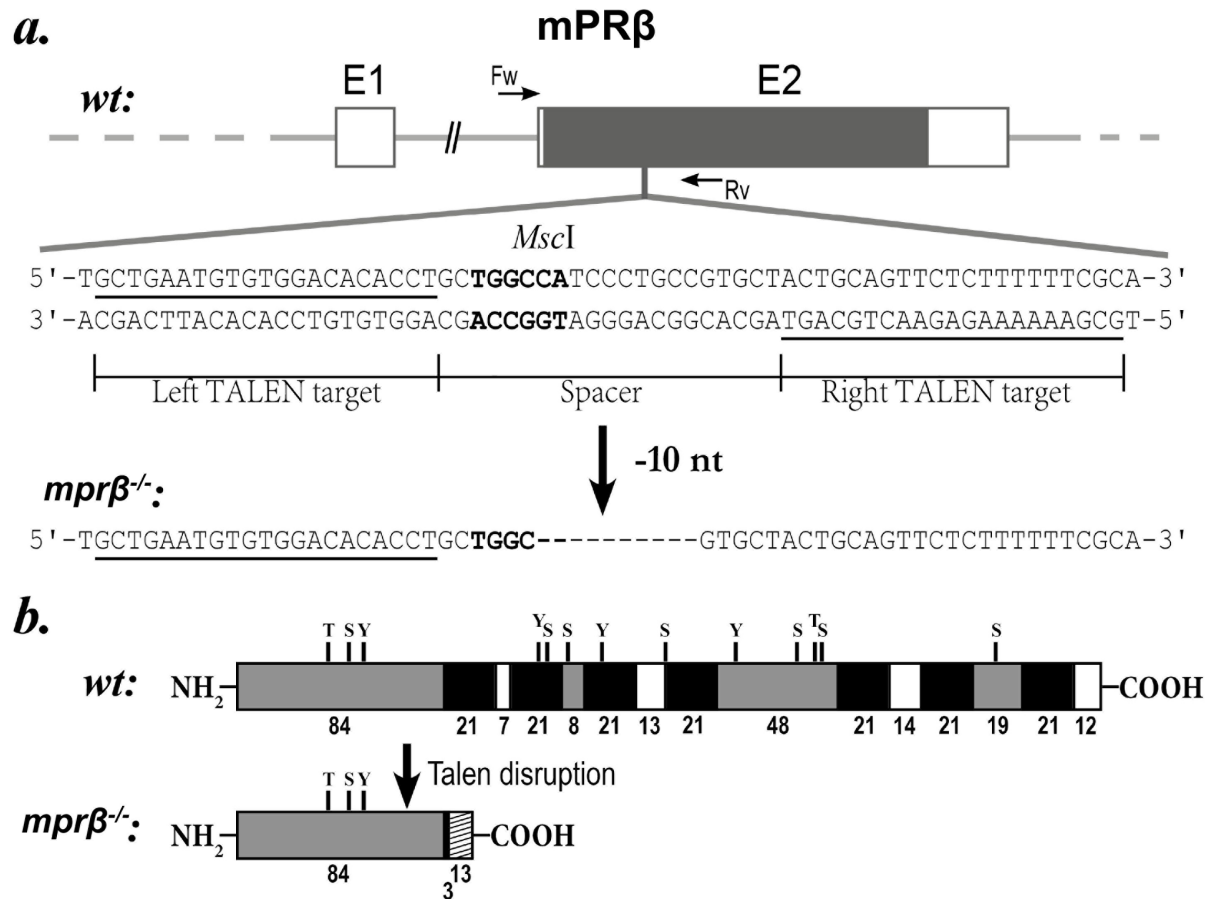 a.
mPRβ
wt:
E1
Fw
E2
//
Rv
MscI
5'-TGCTGAATGTGTGGACACACCTGCTGGCCATCCCTGCCGTGCTACTGCAGTTCTCTTTTTTCGCA-3'
3'-ACGACTTACACACCTGTGTGGACGACCGGTAGGGACGGCACGATGACGTCAAGAGAAAAAAGCGT-5'
Left TALEN target Spacer Right TALEN target
-10 nt
mprβ-/-:
5'-TGCTGAATGTGTGGACACACCTGCTGGC----------GTGCTACTGCAGTTCTCTTTTTTCGCA-3'
b.
T S Y Y S S Y S Y S T S S
wt: NH2 COOH
84 21 7 21 8 21 13 21 48 21 14 21 19 21 12
Talen disruption
T S Y
mprβ-/-: NH2 COOH
84 3 13